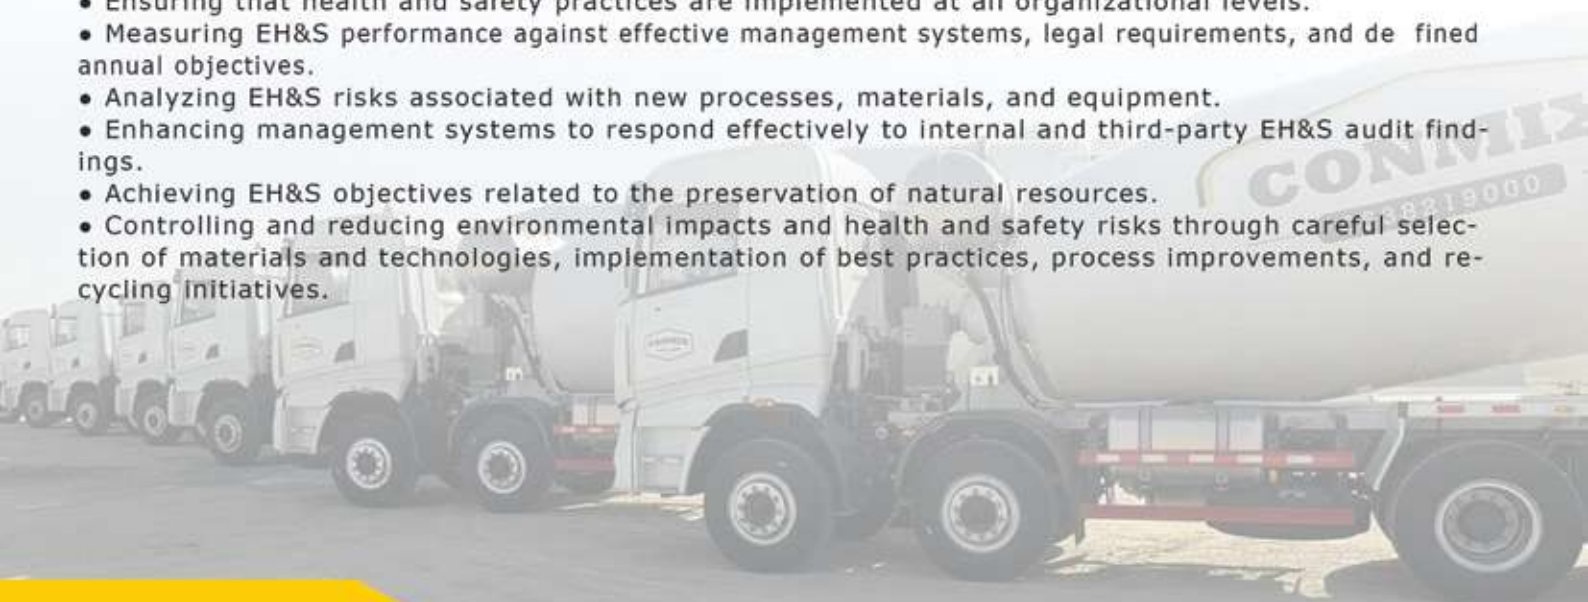 • Ensuring that health and safety practices are implemented at all organizational levels.
• Measuring EH&S performance against effective management systems, legal requirements, and de fined
annual objectives.
• Analyzing EH&S risks associated with new processes, materials, and equipment.
• Enhancing management systems to respond effectively to internal and third-party EH&S audit find-
ings.
• Achieving EH&S objectives related to the preservation of natural resources.
• Controlling and reducing environmental impacts and health and safety risks through careful selec-
tion of materials and technologies, implementation of best practices, process improvements, and re-
cycling initiatives.
CONMIX